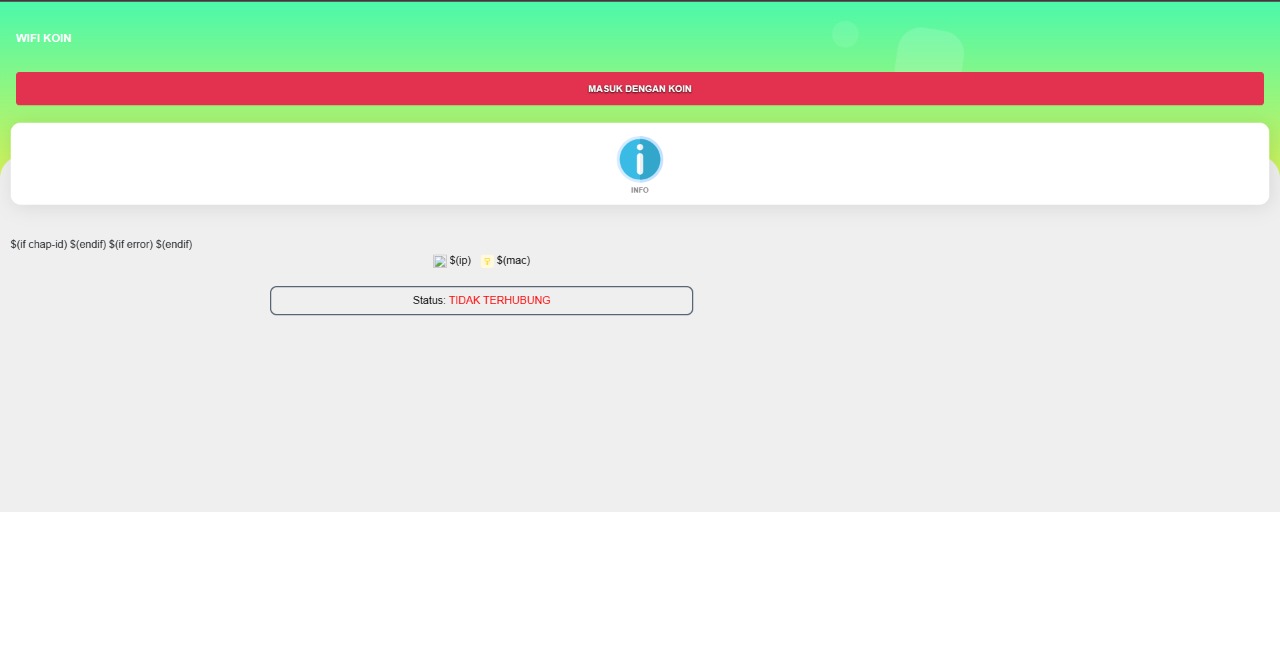 WIFI KOIN
MASUK DENGAN KOIN
INFO
$(if chap-id) $(endif) $(if error) $(endif)
$(ip) $(mac)
Status: TIDAK TERHUBUNG